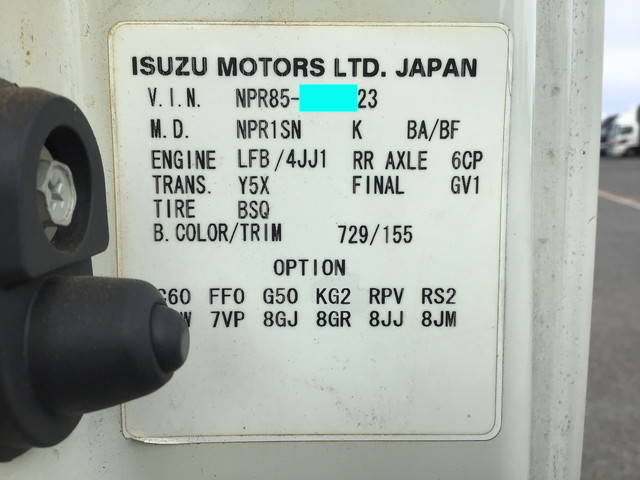 ISUZU MOTORS LTD. JAPAN
V.I.N. NPR85- 23
M.D. NPR1SN K BA/BF
ENGINE LFB/4JJ1 RR AXLE 6CP
TRANS. Y5X FINAL GV1
TIRE BSQ
B.COLOR/TRIM 729/155
OPTION
FF0 G50 KG2 RPV RS2
7VP 8GJ 8GR 8JJ 8JM